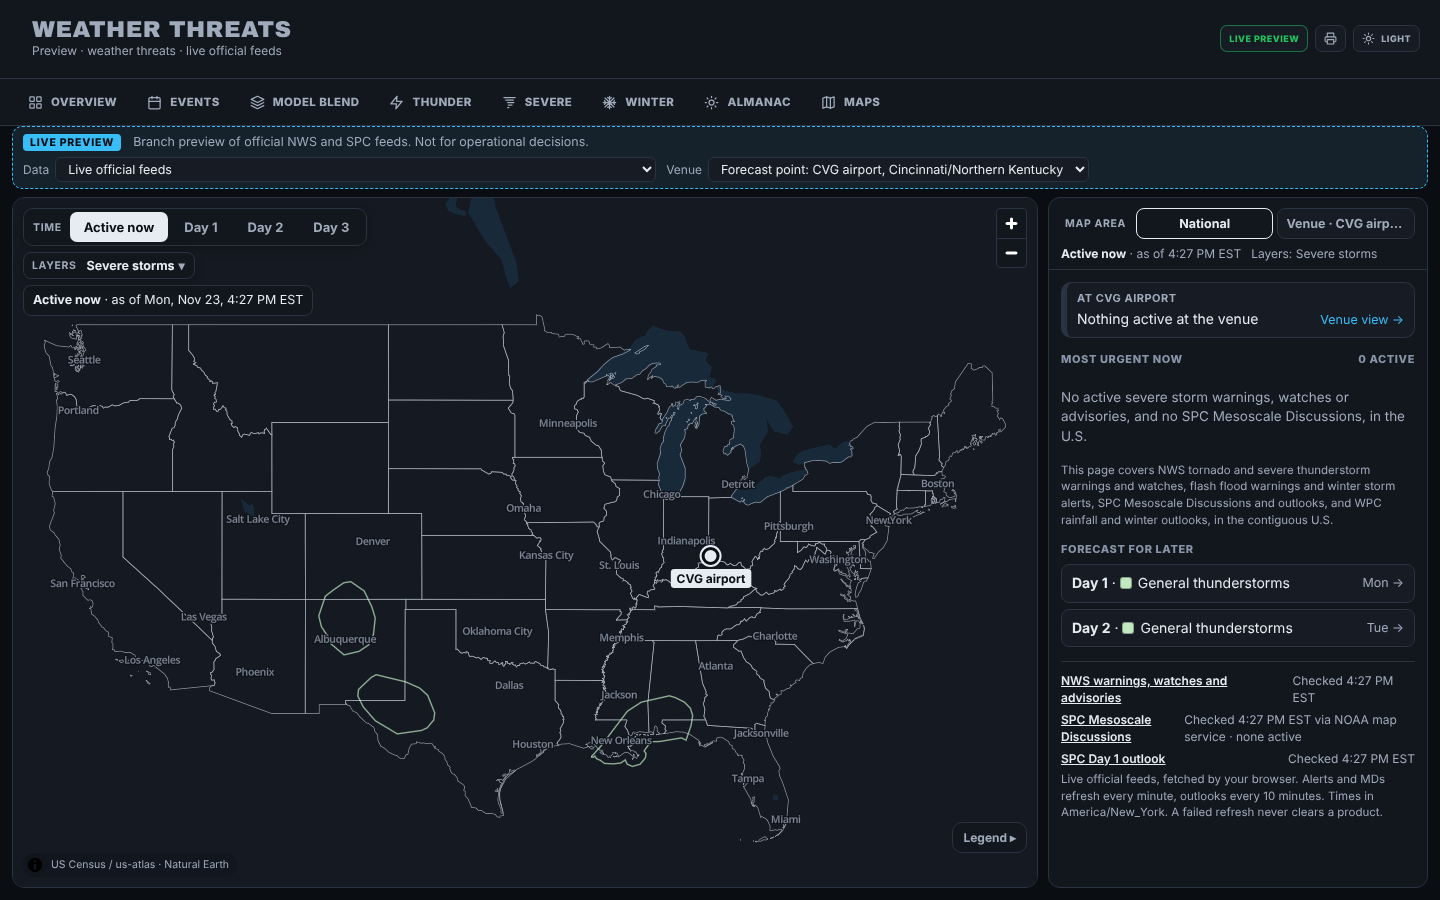 WEATHER THREATS
Preview · weather threats · live official feeds
LIVE PREVIEW
LIGHT
OVERVIEW
EVENTS
MODEL BLEND
THUNDER
SEVERE
WINTER
ALMANAC
MAPS
LIVE PREVIEW Branch preview of official NWS and SPC feeds. Not for operational decisions.
Data Live official feeds Venue Forecast point: CVG airport, Cincinnati/Northern Kentucky
TIME Active now Day 1 Day 2 Day 3
LAYERS Severe storms ▾
Active now · as of Mon, Nov 23, 4:27 PM EST
+
−
Seattle
Portland
Minneapolis
Boston
Detroit
Chicago
Omaha
Salt Lake City
New York
Pittsburgh
Denver
Indianapolis
Kansas City
Washington
St. Louis
CVG airport
San Francisco
Las Vegas
Oklahoma City
Albuquerque
Memphis
Charlotte
Los Angeles
Phoenix
Atlanta
Dallas
Jackson
Jacksonville
New Orleans
Houston
Tampa
Miami
Legend ▸
US Census / us-atlas · Natural Earth
MAP AREA National Venue · CVG airp...
Active now · as of 4:27 PM EST Layers: Severe storms
AT CVG AIRPORT
Nothing active at the venue Venue view →
MOST URGENT NOW 0 ACTIVE
No active severe storm warnings, watches or
advisories, and no SPC Mesoscale Discussions, in the
U.S.
This page covers NWS tornado and severe thunderstorm
warnings and watches, flash flood warnings and winter storm
alerts, SPC Mesoscale Discussions and outlooks, and WPC
rainfall and winter outlooks, in the contiguous U.S.
FORECAST FOR LATER
Day 1 · General thunderstorms Mon →
Day 2 · General thunderstorms Tue →
NWS warnings, watches and advisories
Checked 4:27 PM EST
SPC Mesoscale Discussions
Checked 4:27 PM EST via NOAA map service · none active
SPC Day 1 outlook Checked 4:27 PM EST
Live official feeds, fetched by your browser. Alerts and MDs
refresh every minute, outlooks every 10 minutes. Times in
America/New_York. A failed refresh never clears a product.